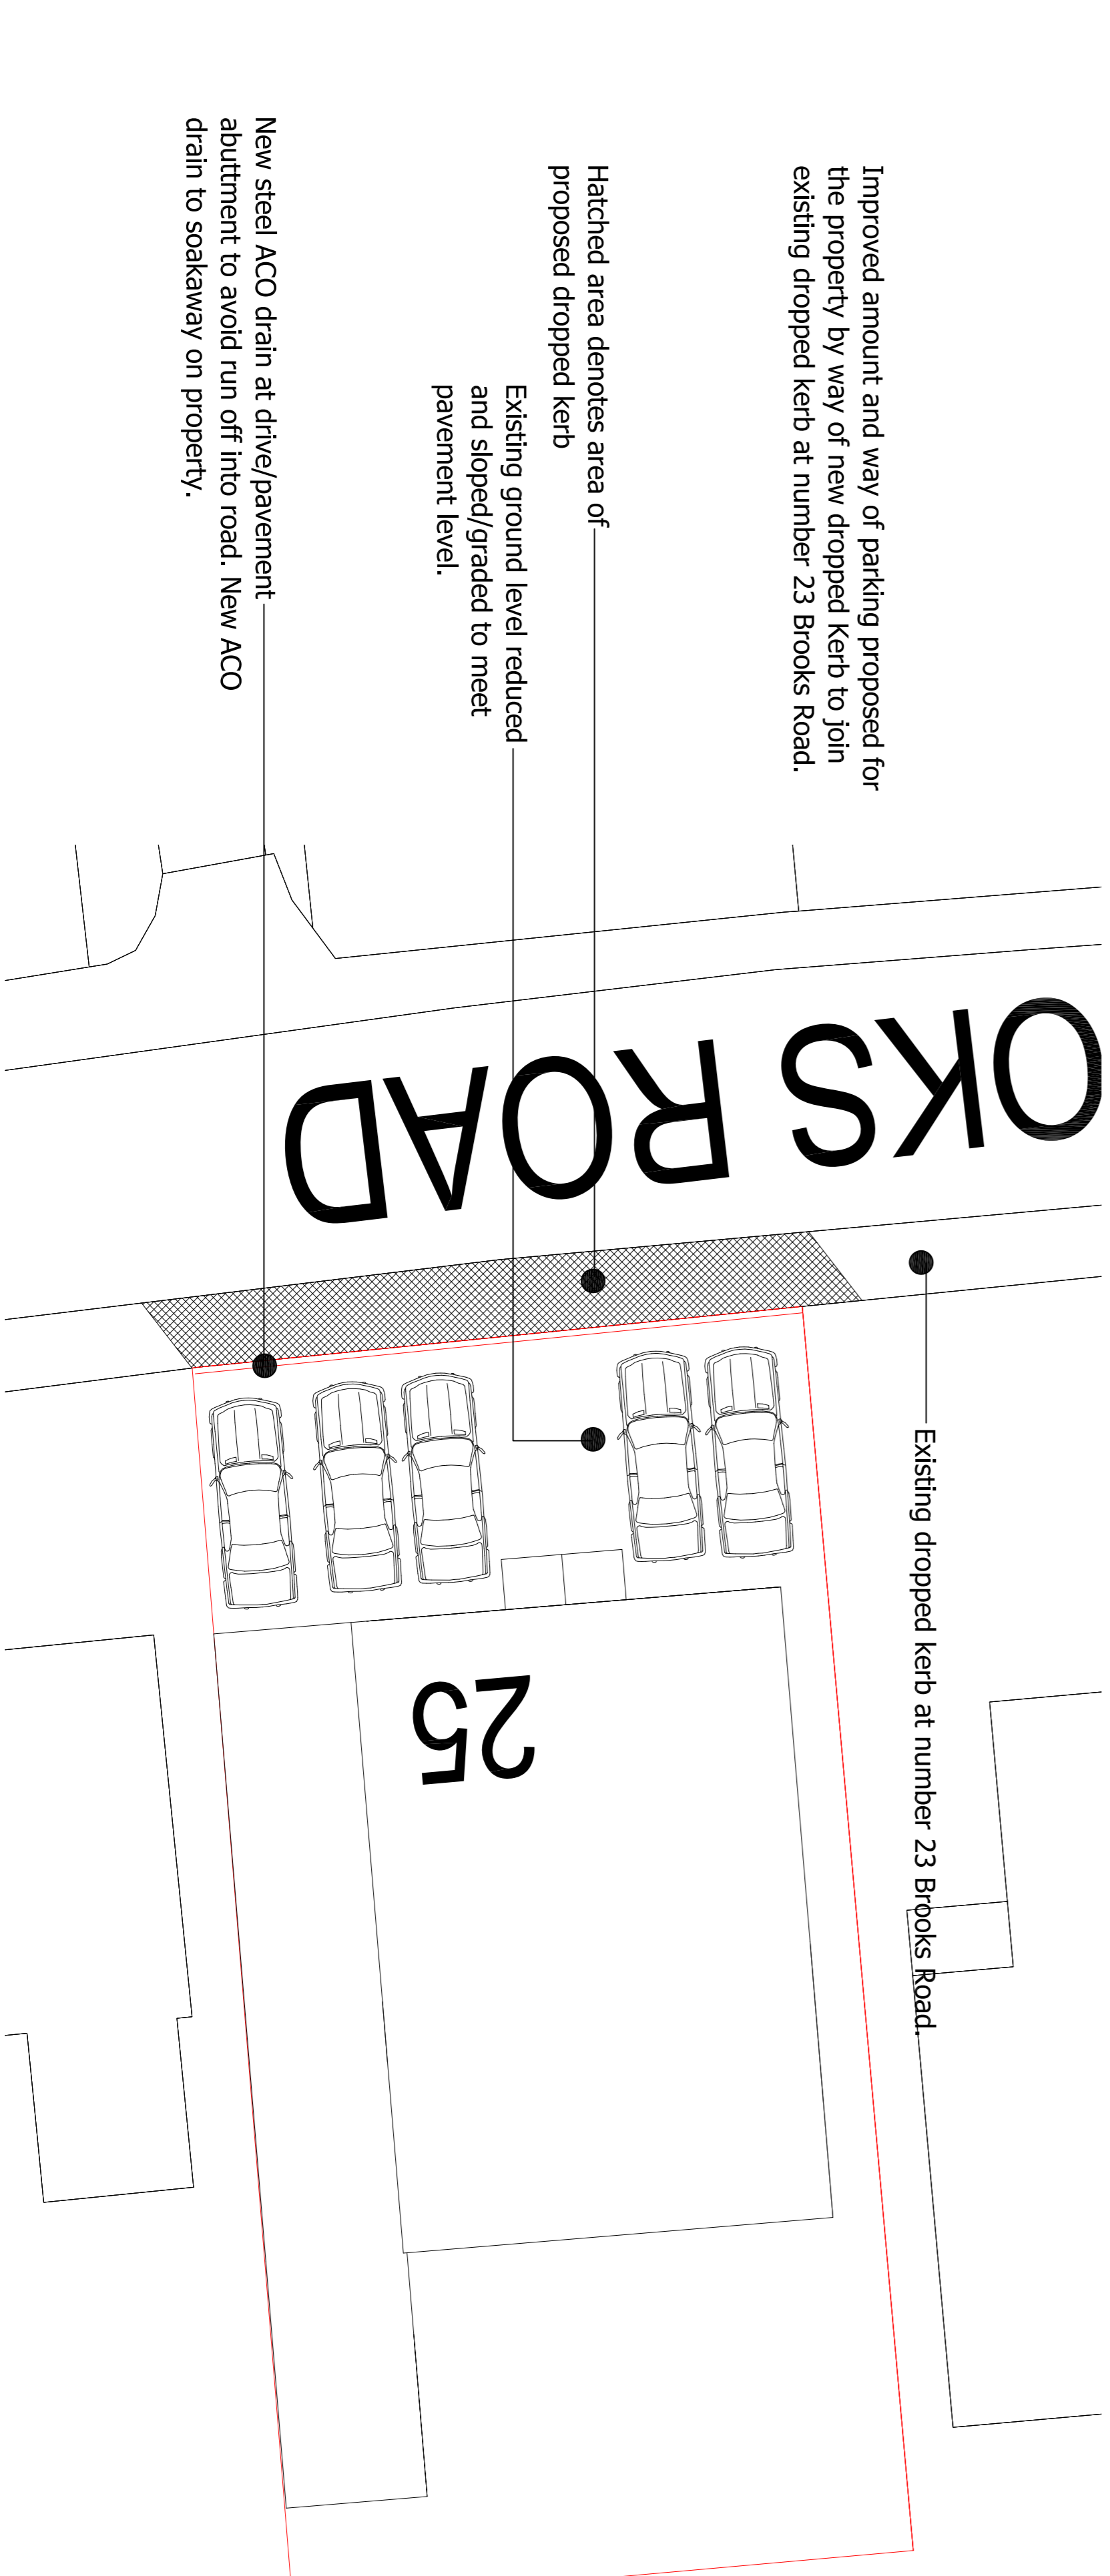 Improved amount and way of parking proposed for
the property by way of new dropped Kerb to join
existing dropped kerb at number 23 Brooks Road.
Hatched area denotes area of
proposed dropped kerb
Existing ground level reduced
and sloped/graded to meet
pavement level.
New steel ACO drain at drive/pavement
abuttment to avoid run off into road. New ACO
drain to soakaway on property.
OKS ROAD
Existing dropped kerb at number 23 Brooks Road.
25